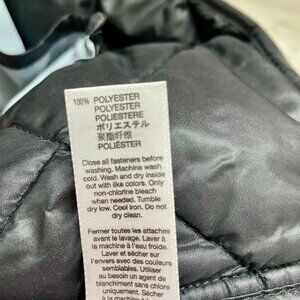 100% POLYESTER
POLYESTER
POLIESTERE
ポリエステル
聚酯纤维
POLIÉSTER
Close all fasteners before
washing. Machine wash
cold. Wash and dry inside
out with like colors. Only
non-chlorine bleach
when needed. Tumble
dry low. Cool iron. Do not
dry clean.
Fermer toutes les attaches
avant le lavage. Laver à
la machine à l'eau froide.
Laver et sécher à
l'envers avec des couleurs
semblables. Utiliser
au besoin un agent de
blanchiment sans chlore
uniquement. Sécher